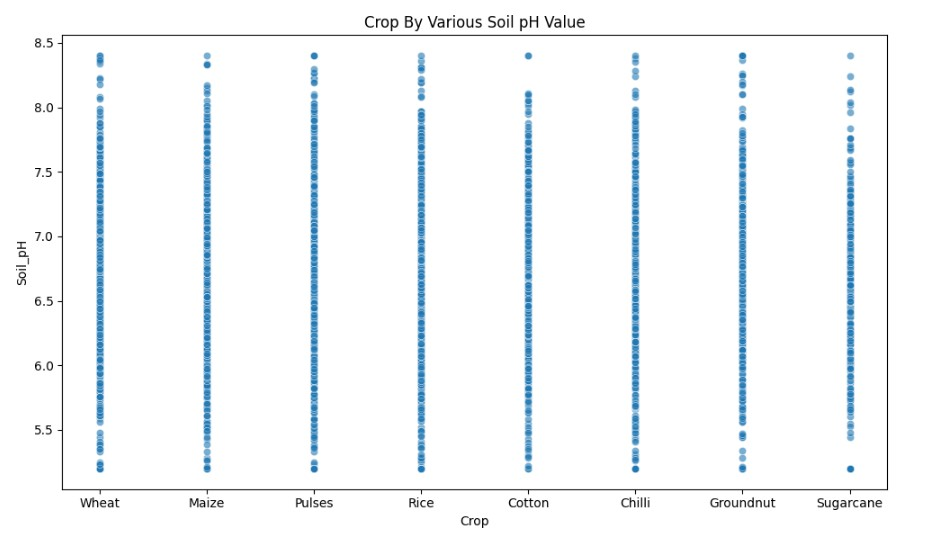 Crop By Various Soil pH Value
8.5
8.0
7.5
7.0
6.5
6.0
5.5
Soil_pH
Wheat Maize Pulses Rice Cotton Chilli Groundnut Sugarcane
Crop